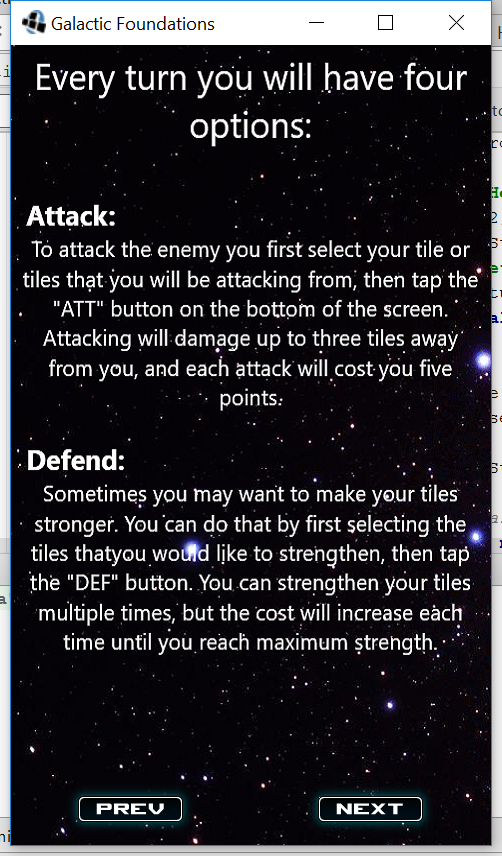 Galactic Foundations
Every turn you will have four
options:
Attack:
To attack the enemy you first select your tile or
tiles that you will be attacking from, then tap the
"ATT" button on the bottom of the screen.
Attacking will damage up to three tiles away
from you, and each attack will cost you five
points.
Defend:
Sometimes you may want to make your tiles
stronger. You can do that by first selecting the
tiles thatyou would like to strengthen, then tap
the "DEF" button. You can strengthen your tiles
multiple times, but the cost will increase each
time until you reach maximum strength.
PREV
NEXT